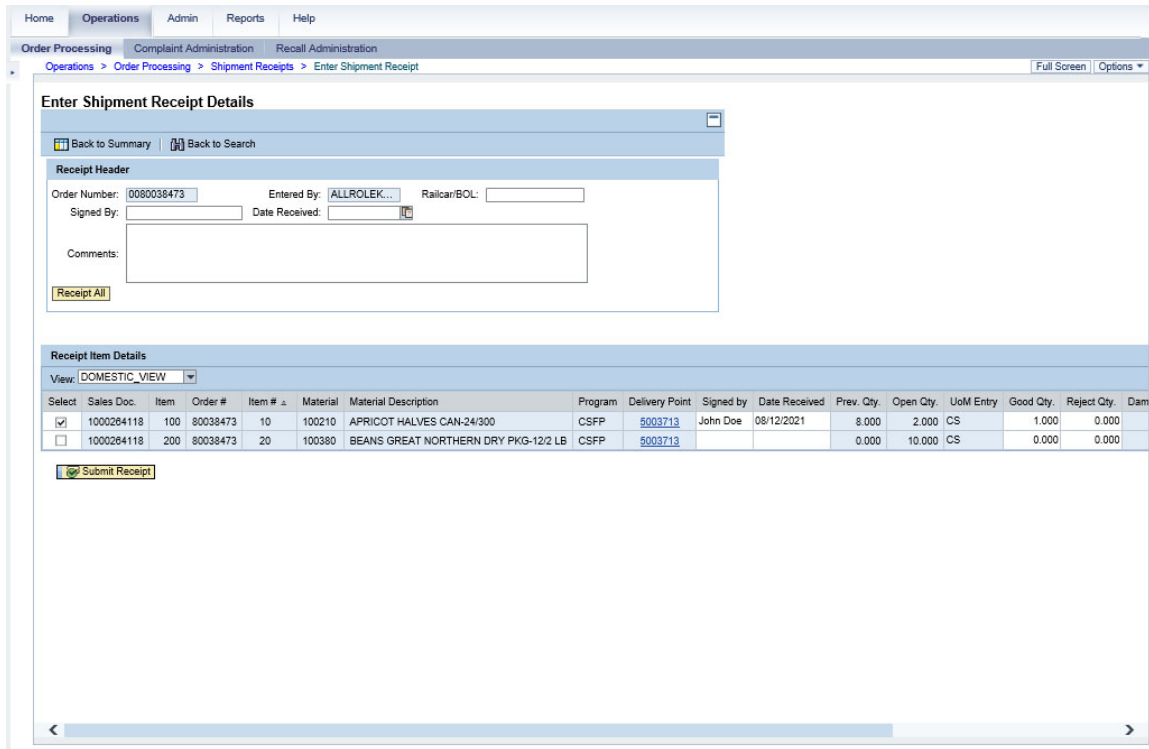 Home Operations Admin Reports Help
Order Processing Complaint Administration Recall Administration
Operations > Order Processing > Shipment Receipts > Enter Shipment Receipt Full Screen Options
Enter Shipment Receipt Details
Back to Summary Back to Search
Receipt Header
Order Number: 0080038473 Entered By: ALLROLEK... Railcar/BOL:
Signed By: Date Received:
Comments:
Receipt All
Receipt Item Details
View: DOMESTIC_VIEW
Select Sales Doc. Item Order # Item # Material Material Description Program Delivery Point Signed by Date Received Prev. Qty. Open Qty. UoM Entry Good Qty. Reject Qty. Dam
1000264118 100 80038473 10 100210 APRICOT HALVES CAN-24/300 CSFP 5003713 John Doe 08/12/2021 8.000 2.000 CS 1.000 0.000
1000264118 200 80038473 20 100380 BEANS GREAT NORTHERN DRY PKG-12/2 LB CSFP 5003713 0.000 10.000 CS 0.000 0.000
Submit Receipt